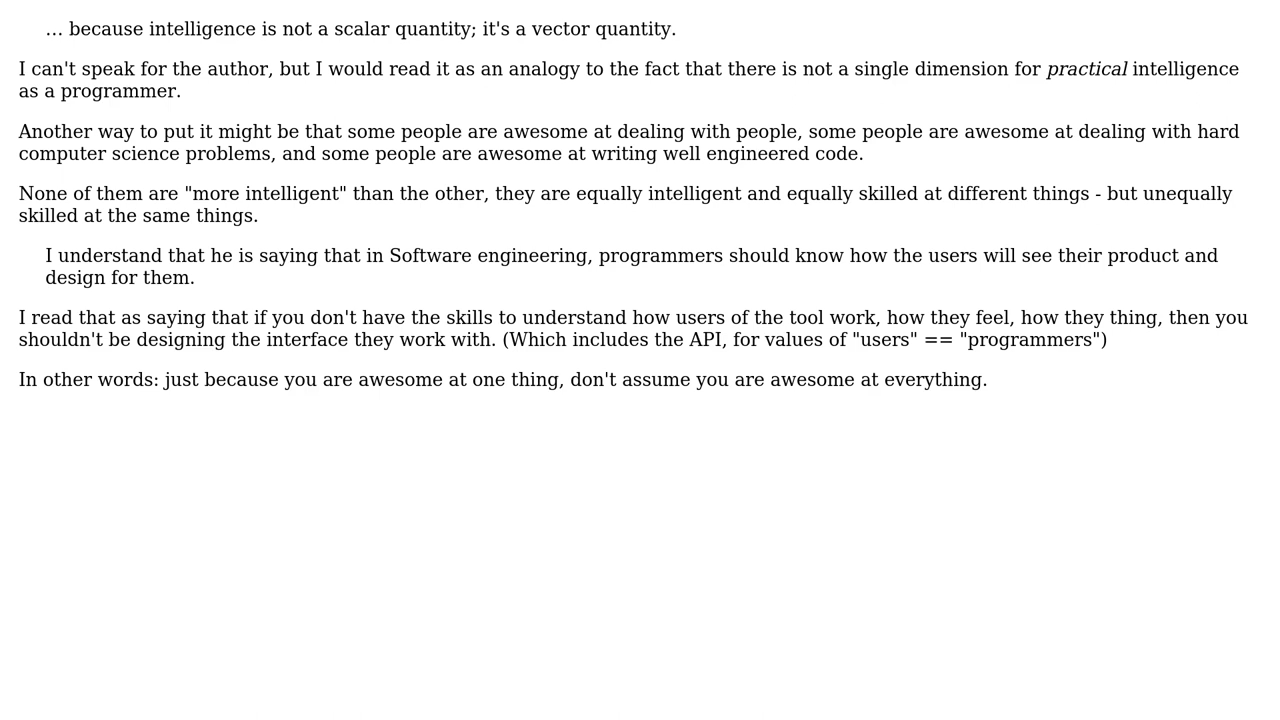 ... because intelligence is not a scalar quantity; it's a vector quantity.
I can't speak for the author, but I would read it as an analogy to the fact that there is not a single dimension for practical intelligence
as a programmer.
Another way to put it might be that some people are awesome at dealing with people, some people are awesome at dealing with hard
computer science problems, and some people are awesome at writing well engineered code.
None of them are "more intelligent" than the other, they are equally intelligent and equally skilled at different things - but unequally
skilled at the same things.
I understand that he is saying that in Software engineering, programmers should know how the users will see their product and
design for them.
I read that as saying that if you don't have the skills to understand how users of the tool work, how they feel, how they thing, then you
shouldn't be designing the interface they work with. (Which includes the API, for values of "users" == "programmers")
In other words: just because you are awesome at one thing, don't assume you are awesome at everything.